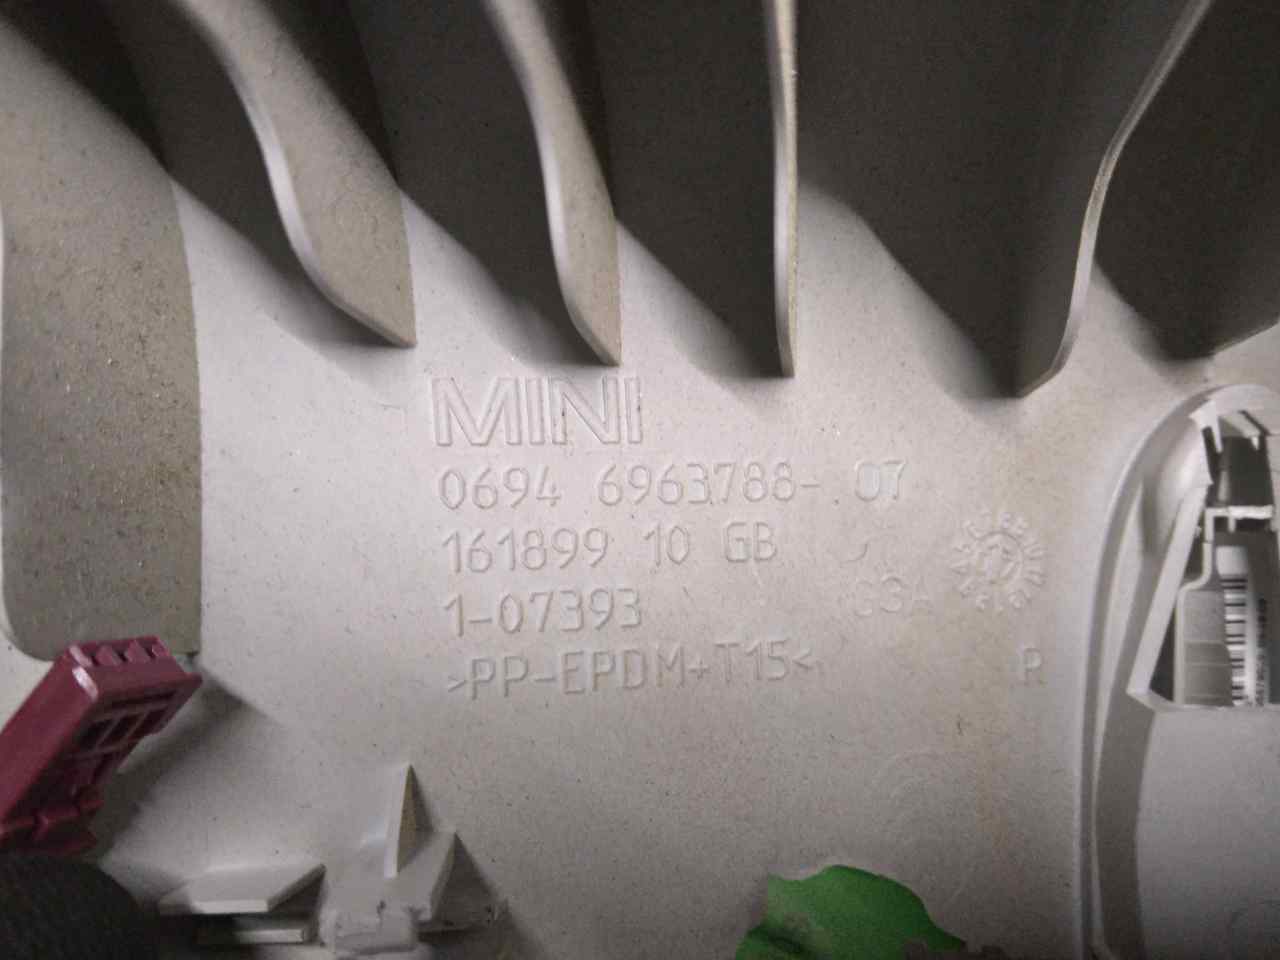 MINI
0694 6963788- 07
161899 10 GB
1-07393
>PP-EPDM+T15<
R